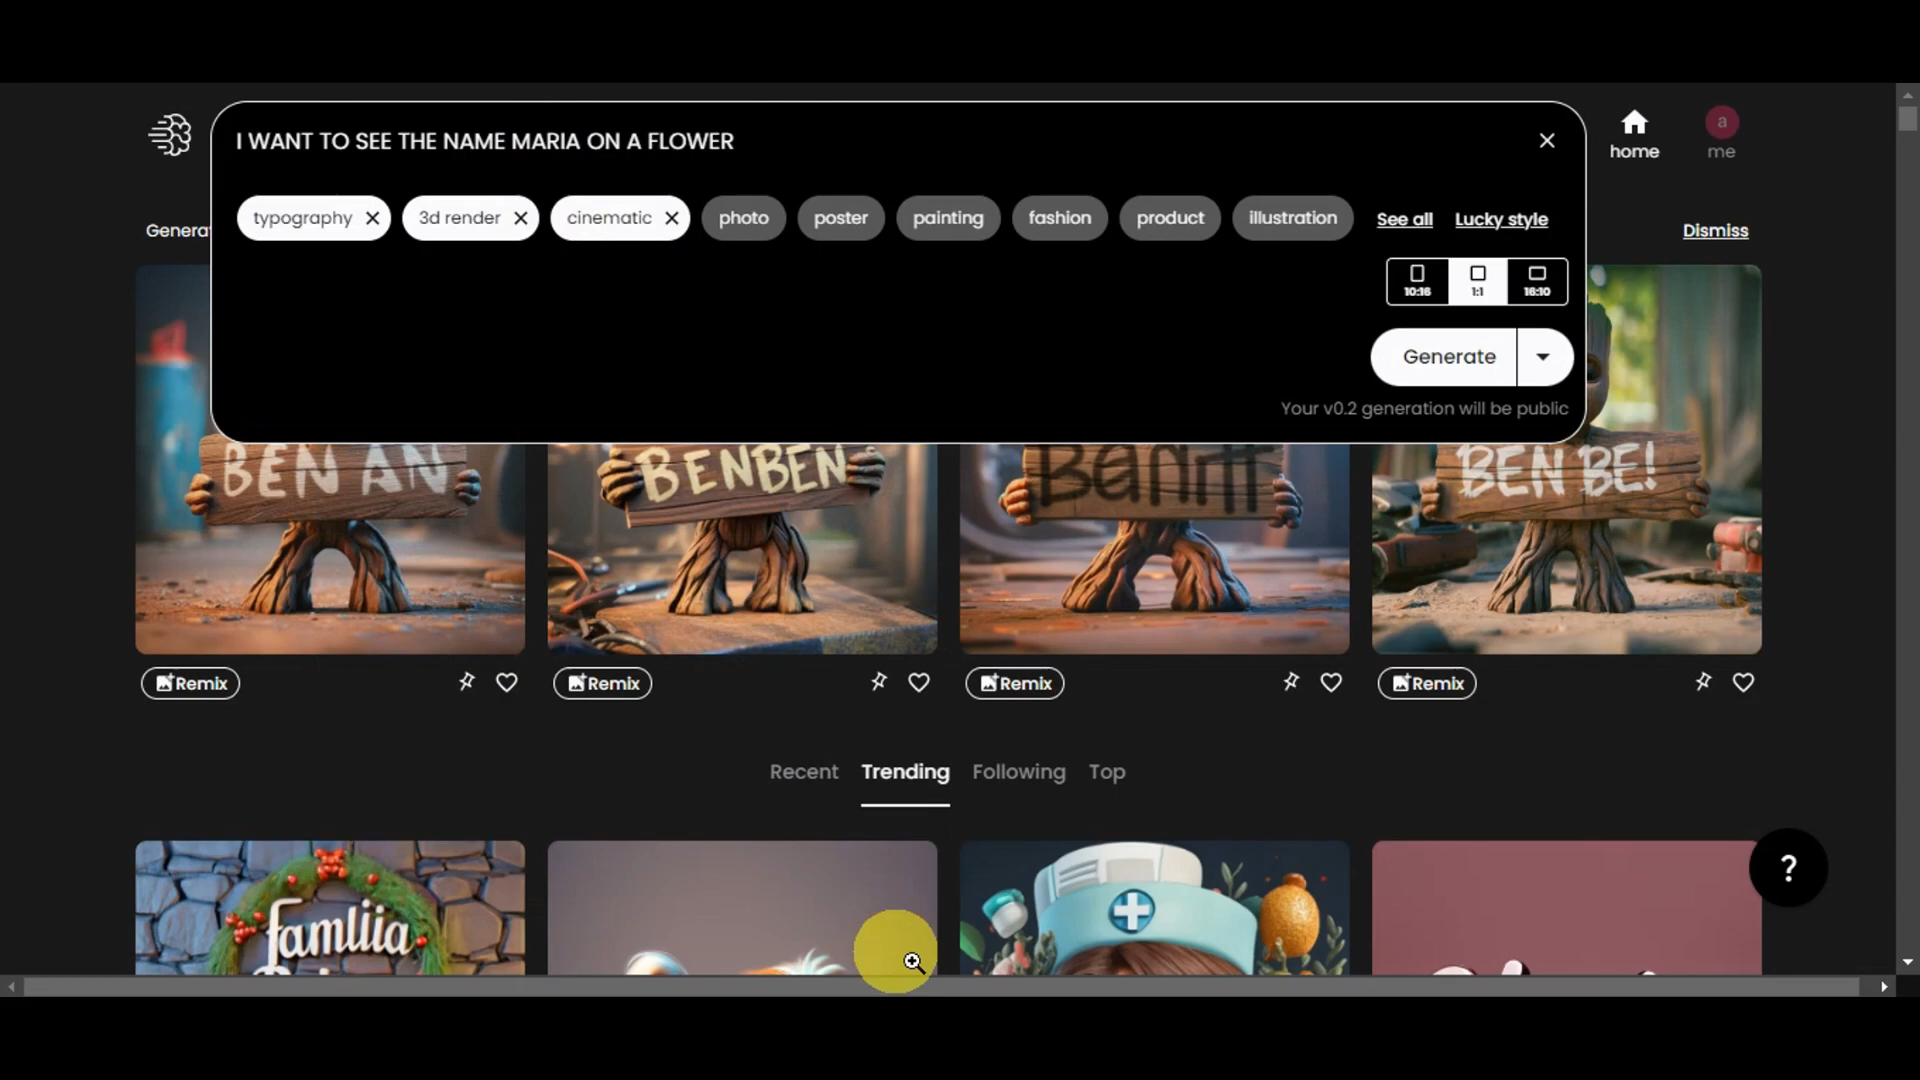 I WANT TO SEE THE NAME MARIA ON A FLOWER
home
a
me
typography 3d render cinematic photo poster painting fashion product illustration See all Lucky style
Genera
Dismiss
10:16 1:1 16:10
Generate
Your v0.2 generation will be public
BEN AN
BENBEN
BEN BE!
Remix Remix Remix Remix
Recent Trending Following Top
?
famliia